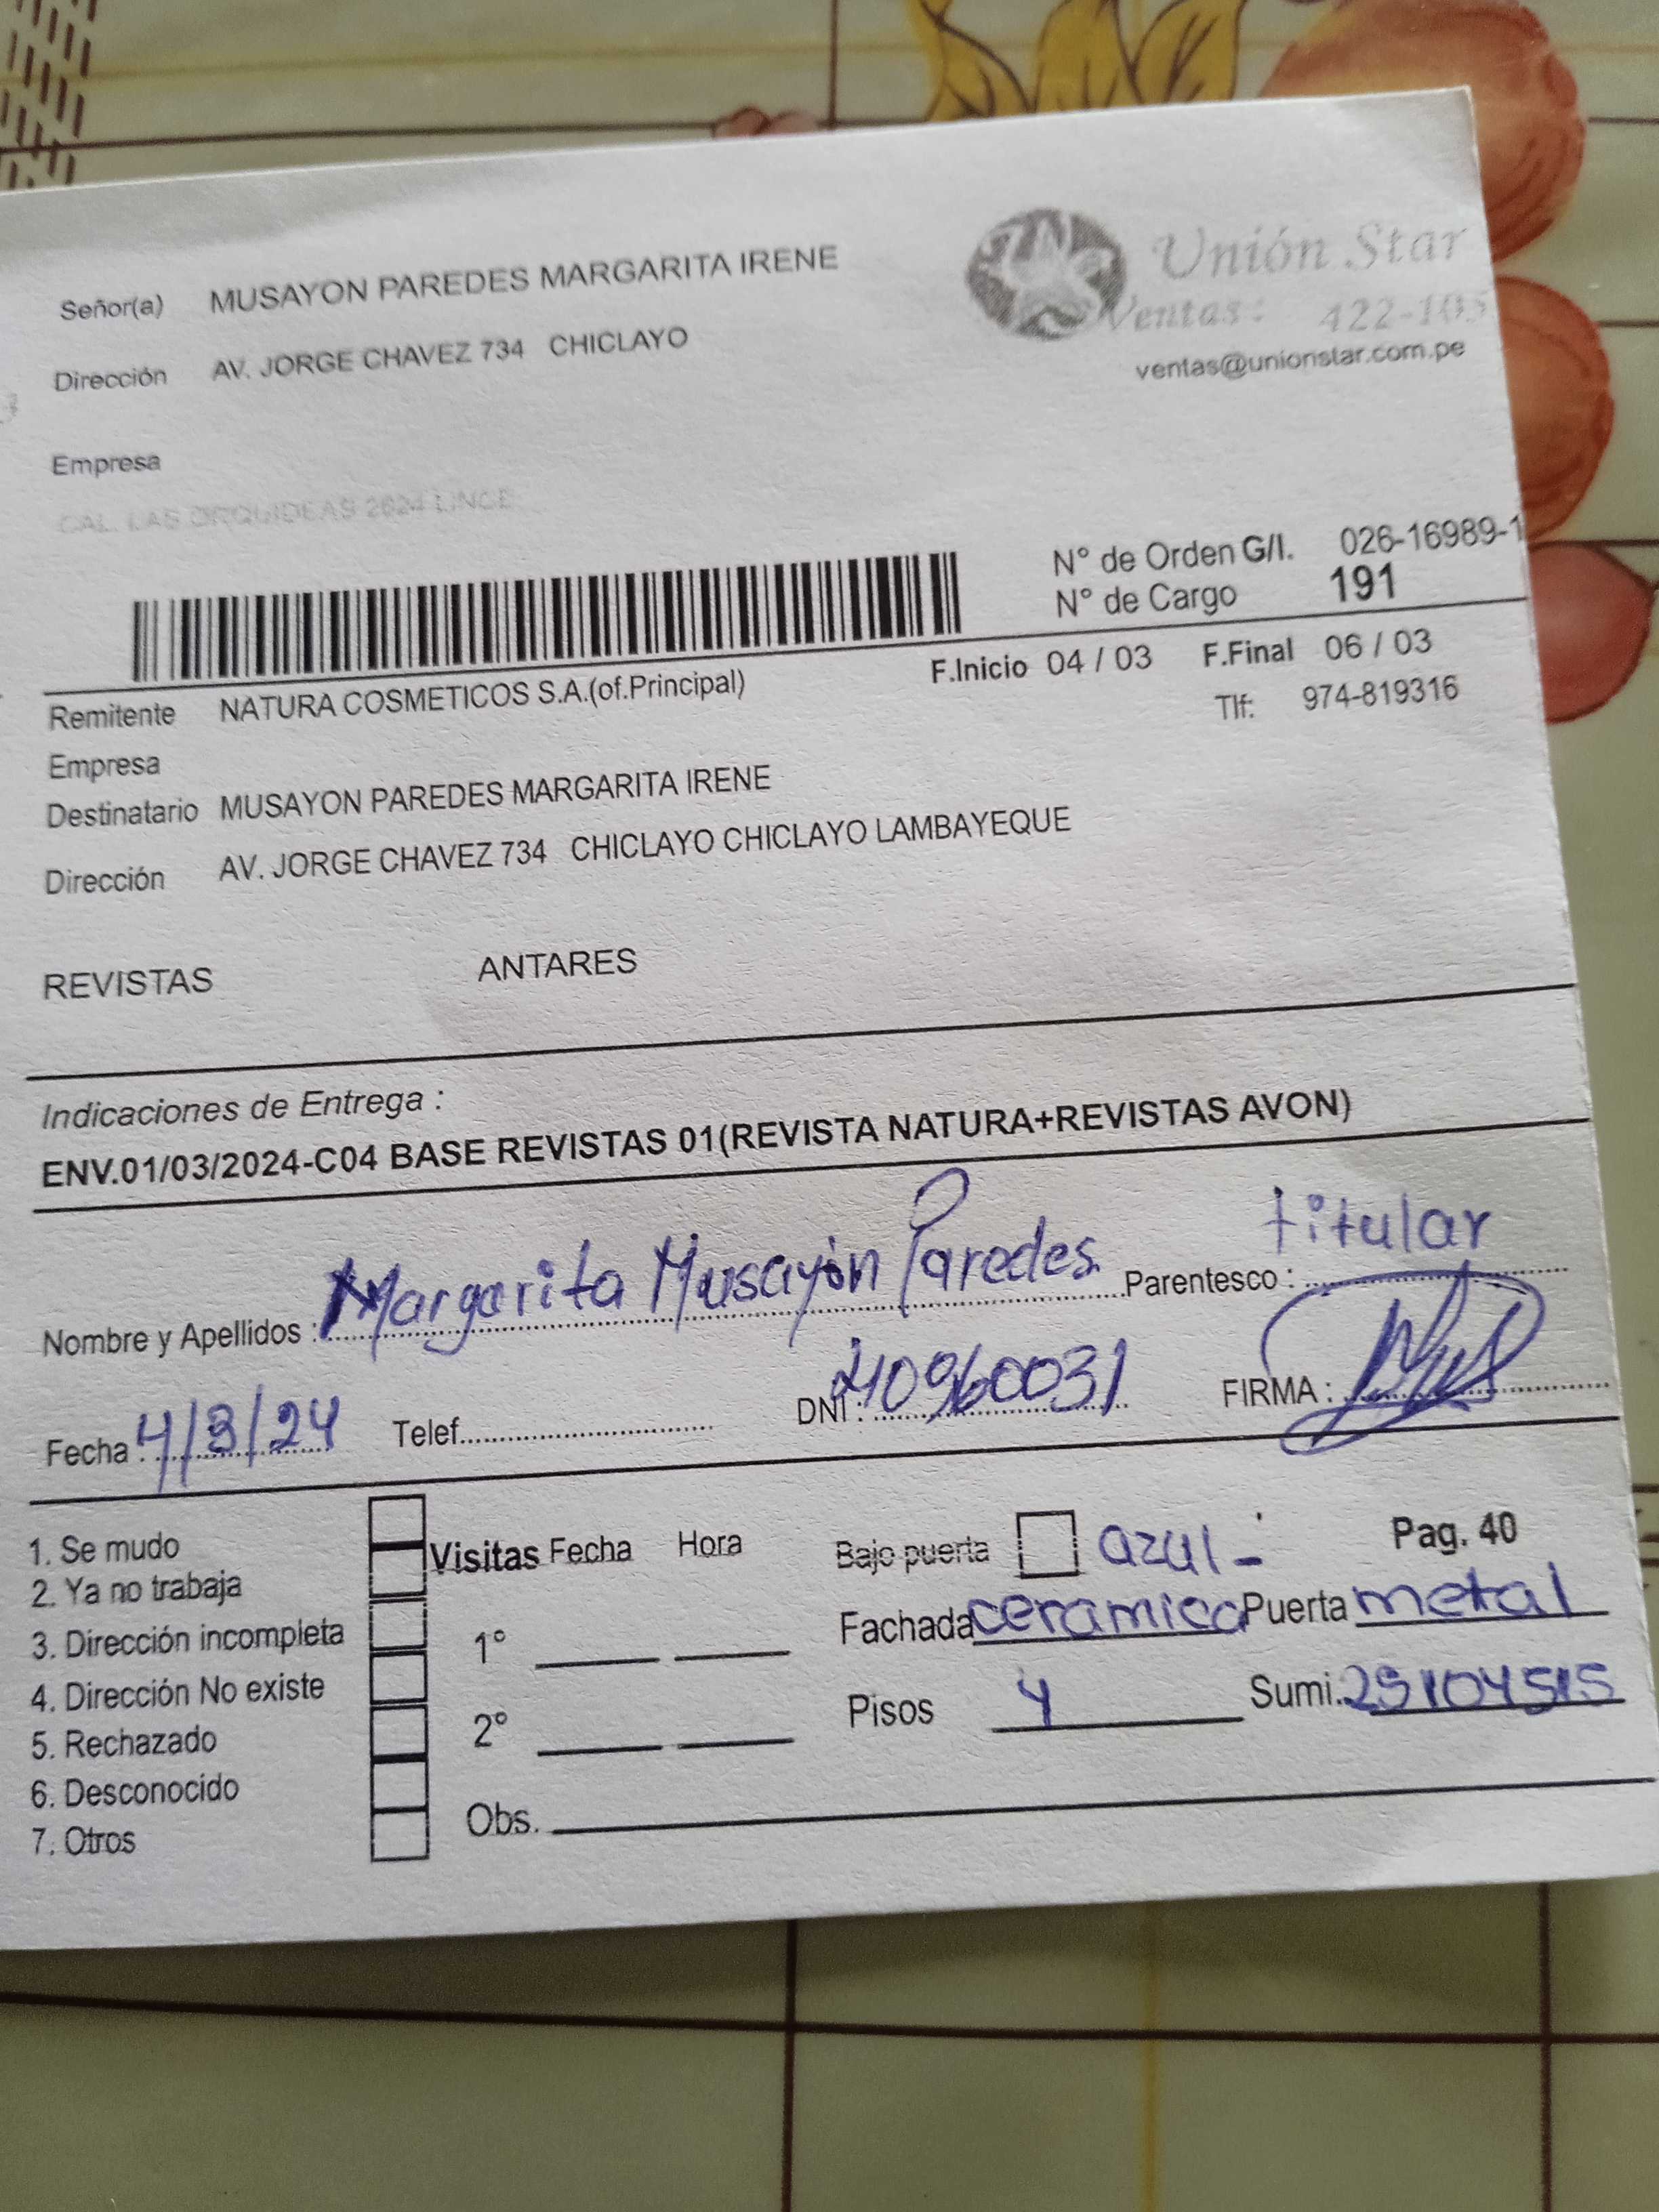 Unión Star
Señor(a) MUSAYON PAREDES MARGARITA IRENE
Ventas: 422-105
Dirección AV. JORGE CHAVEZ 734 CHICLAYO
ventas@unionstar.com.pe
Empresa
CAL. LAS ORQUIDEAS 2624 LINCE
N° de Orden G/I. 026-16989-1
N° de Cargo 191
F.Inicio 04 / 03 F.Final 06 / 03
Remitente NATURA COSMETICOS S.A.(of.Principal)
Tlf: 974-819316
Empresa
Destinatario MUSAYON PAREDES MARGARITA IRENE
Dirección AV. JORGE CHAVEZ 734 CHICLAYO CHICLAYO LAMBAYEQUE
REVISTAS ANTARES
Indicaciones de Entrega :
ENV.01/03/2024-C04 BASE REVISTAS 01(REVISTA NATURA+REVISTAS AVON)
Nombre y Apellidos : Margarita Musayón Paredes Parentesco : titular
Fecha : 4/3/24 Telef. DNI : 40960031 FIRMA :
1. Se mudo
2. Ya no trabaja
3. Dirección incompleta
4. Dirección No existe
5. Rechazado
6. Desconocido
7. Otros
Visitas Fecha Hora
1°
2°
Obs.
Bajo puerta azul - Pag. 40
Fachada ceramica Puerta metal
Pisos 4 Sumi. 25104515